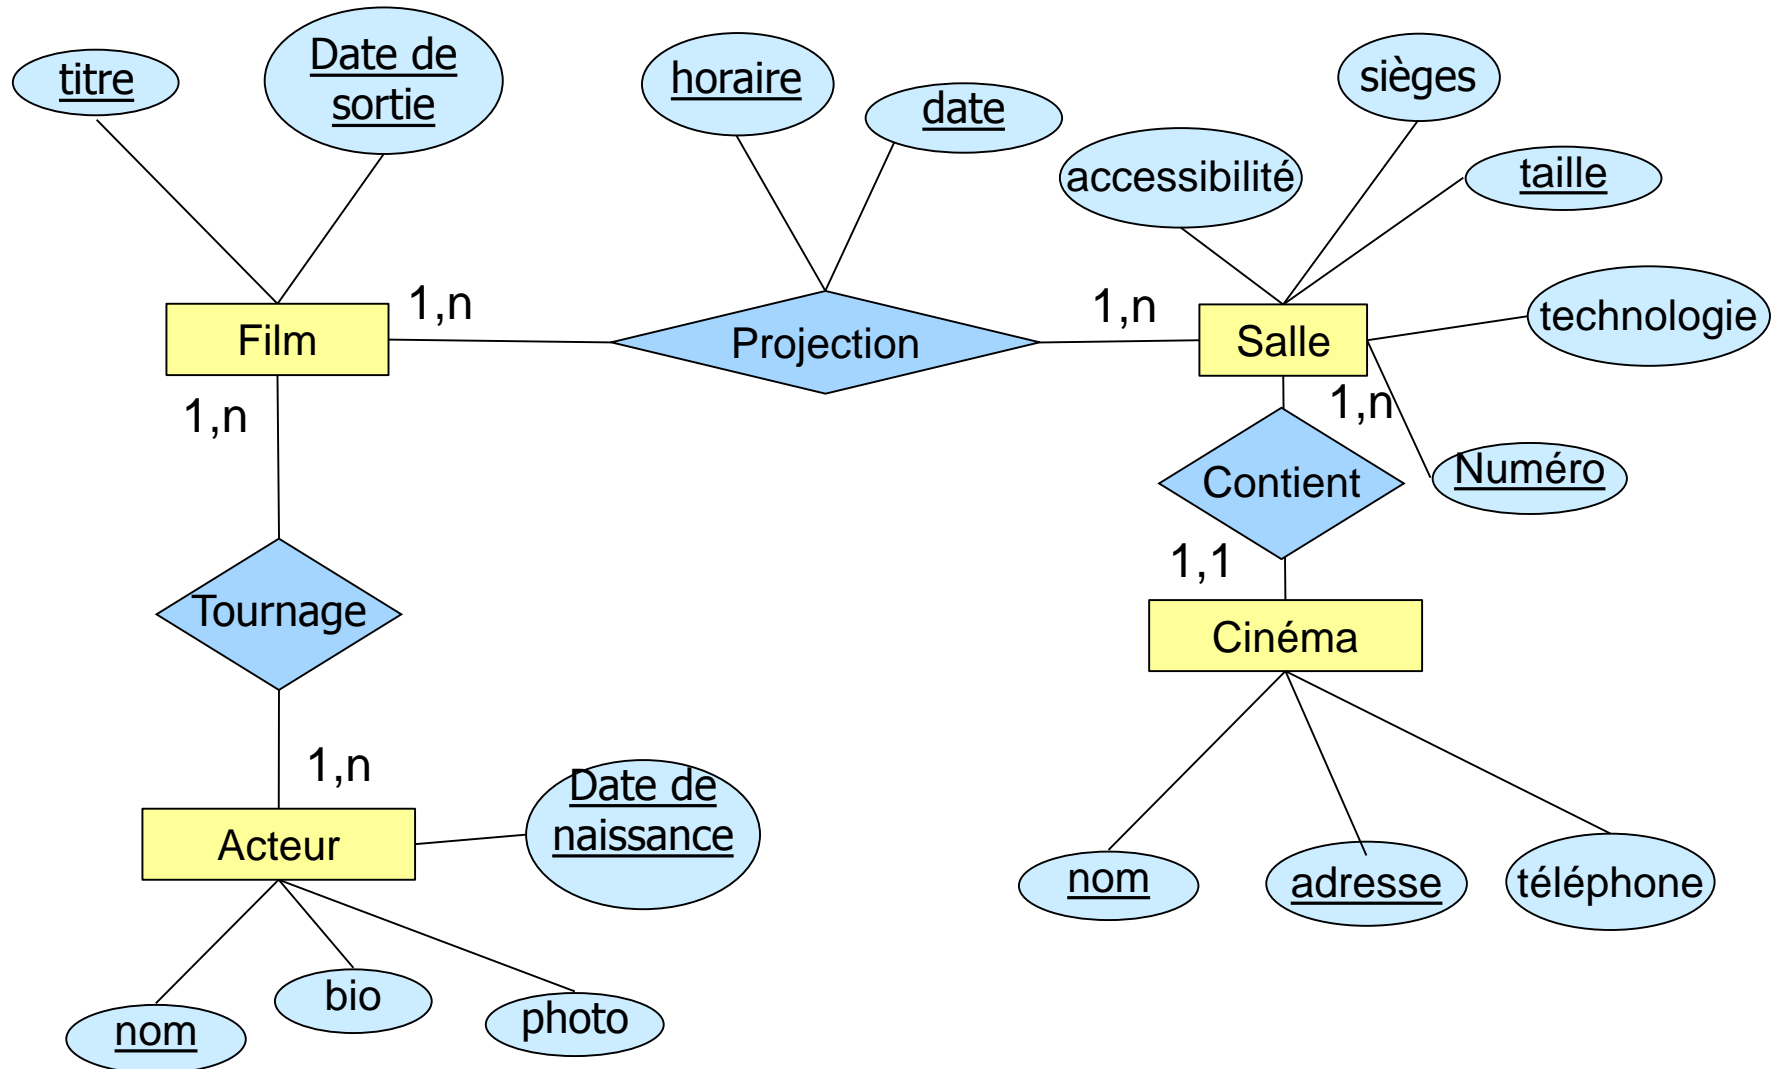 titre
Date de
sortie
horaire
date
sièges
accessibilité
taille
technologie
Film
1,n
Projection
1,n
Salle
1,n
1,n
Contient
Numéro
1,1
Tournage
Cinéma
1,n
Acteur
Date de
naissance
nom
adresse
téléphone
nom
bio
photo